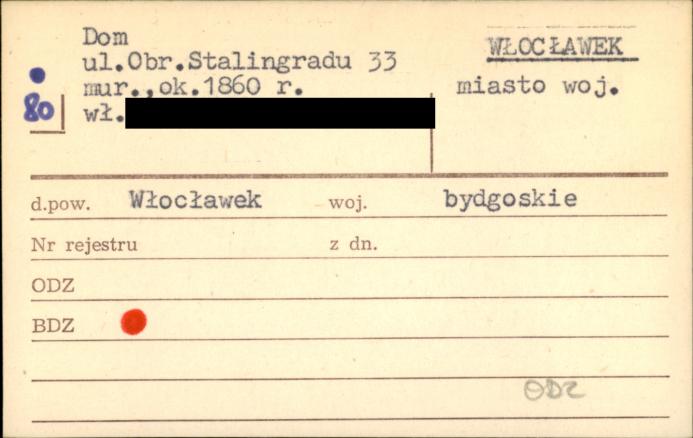 Dom
ul.Obr.Stalingradu 33
mur.,ok.1860 r.
wł.
80
WŁOCŁAWEK
miasto woj.
d.pow. Włocławek woj. bydgoskie
Nr rejestru z dn.
ODZ
BDZ
ODZ